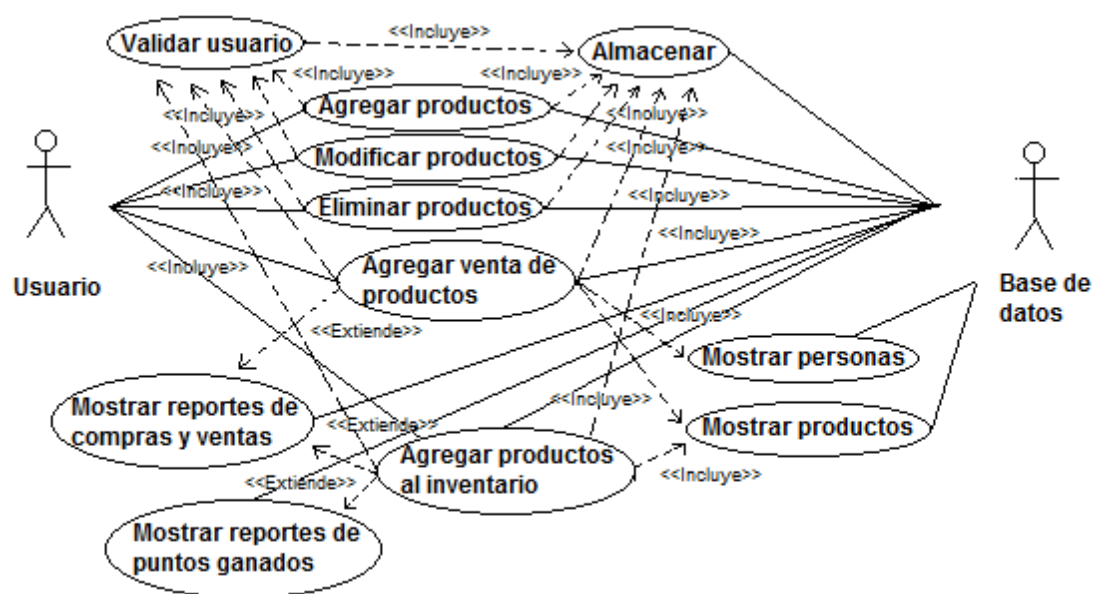 Validar usuario
<<Incluye>>
Almacenar
<<Incluye>>
<<Incluye>>
Agregar productos
<<Incluye>>
<<Incluye>>
<<Incluye>>
Modificar productos
<<Incluye>>
<<Incluye>>
Eliminar productos
<<Incluye>>
<<Incluye>>
Usuario
<<Incluye>>
Agregar venta de
productos
Base de
datos
<<Extiende>>
<<Incluye>>
Mostrar personas
Mostrar reportes de
compras y ventas
<<Incluye>>
<<Extiende>>
Mostrar productos
Agregar productos
al inventario
<<Extiende>>
<<Incluye>>
Mostrar reportes de
puntos ganados